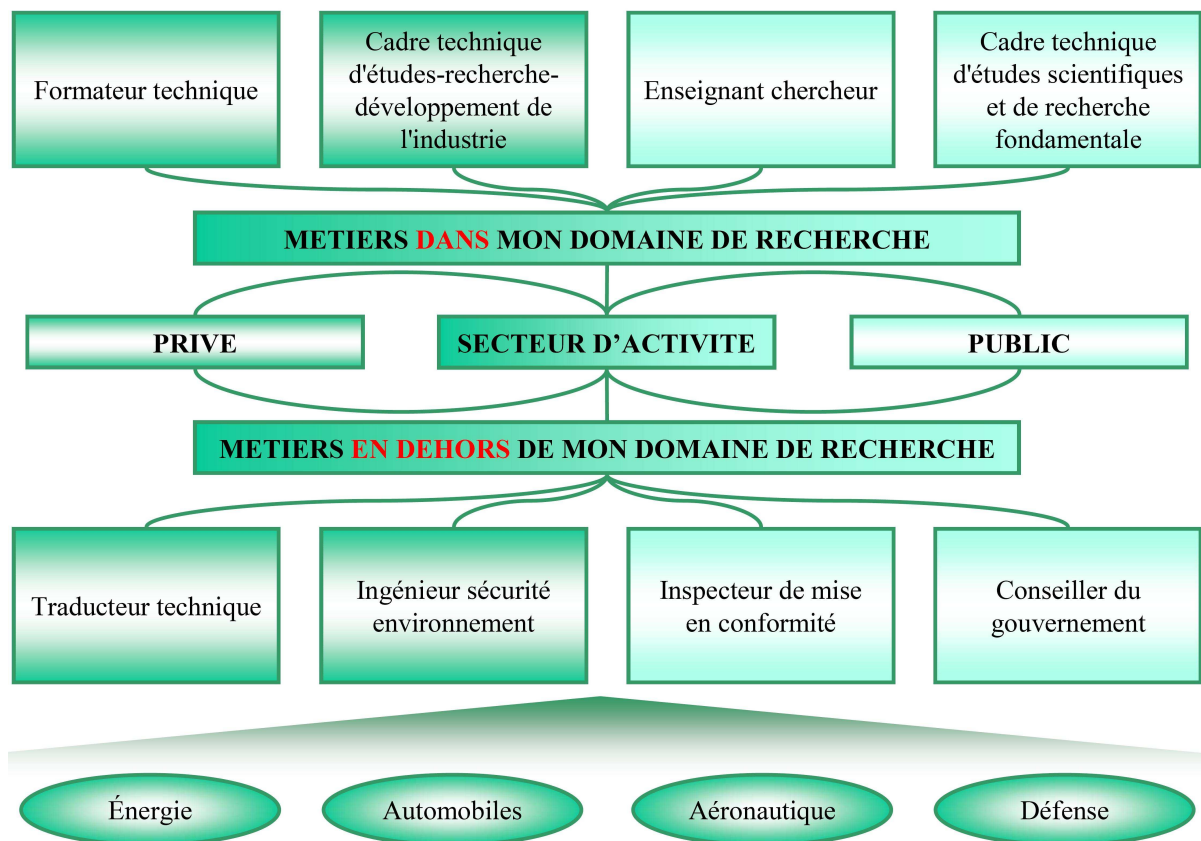 Formateur technique
Cadre technique
d'études-recherche-
développement de
l'industrie
Enseignant chercheur
Cadre technique
d'études scientifiques
et de recherche
fondamentale
METIERS DANS MON DOMAINE DE RECHERCHE
PRIVE
SECTEUR D’ACTIVITE
PUBLIC
METIERS EN DEHORS DE MON DOMAINE DE RECHERCHE
Traducteur technique
Ingénieur sécurité
environnement
Inspecteur de mise
en conformité
Conseiller du
gouvernement
Énergie
Automobiles
Aéronautique
Défense